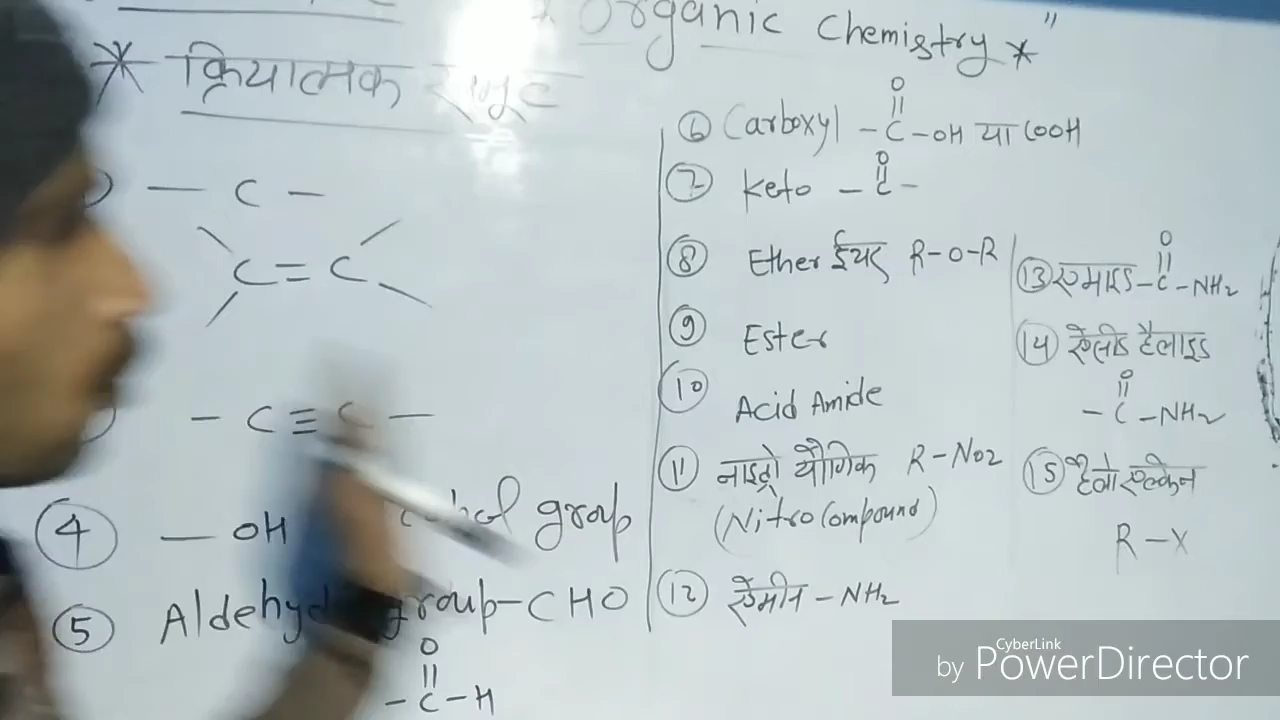 * Organic Chemistry * "
* क्रियात्मक समूह
— C —
C = C
- C ≡ C —
④ — OH group
⑤ Aldehyde group - CHO
O
||
- C - H
O
||
⑥ Carboxyl - C - OH या COOH
O
||
⑦ Keto - C -
⑧ Ether ईथर R-O-R
⑨ Ester
⑩ Acid Amide
⑪ नाइट्रो यौगिक R-NO2
(Nitro Compound)
⑫ ऐमीन - NH2
O
||
⑬ एमाइड - C - NH2
⑭ ऐलीड हैलाइड
O
||
- C - NH2
⑮ हैलो एल्केन
R - X
CyberLink
by PowerDirector